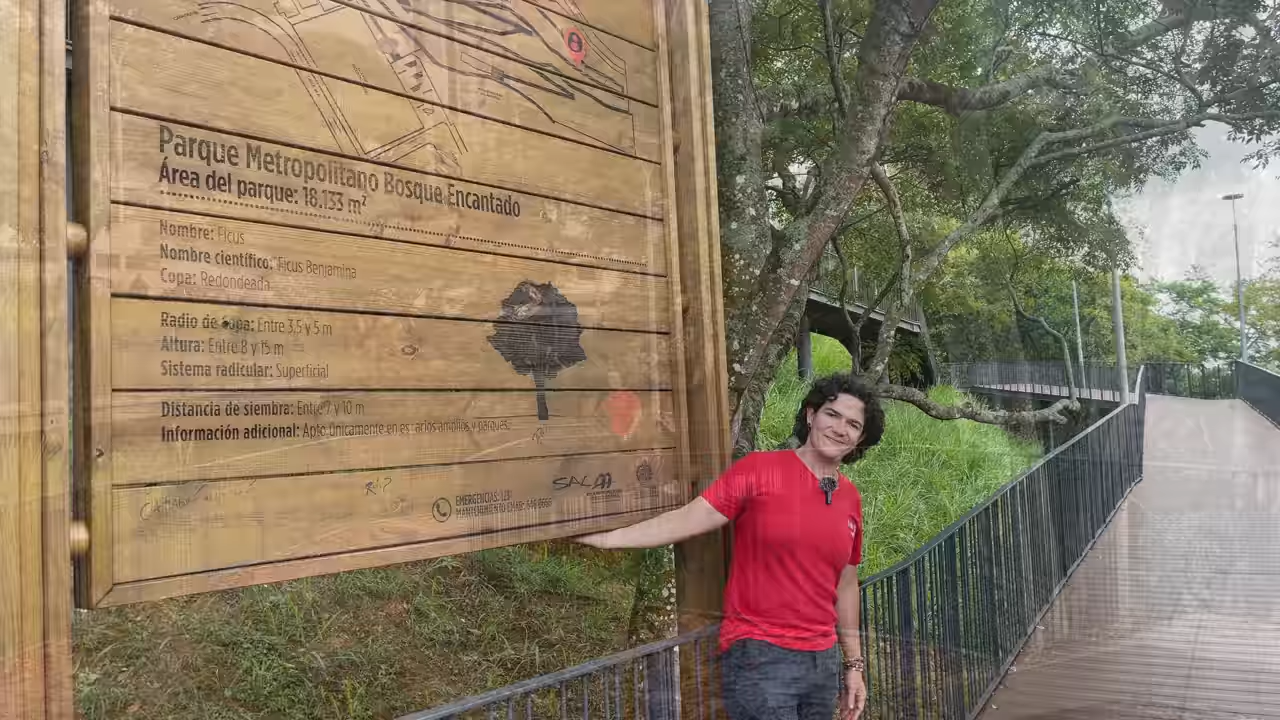 Parque Metropolitano Bosque Encantado
Área del parque: 18.133 m²
Nombre: Ficus
Nombre científico: Ficus Benjamina
Copa: Redondeada
Radio de copa: Entre 3,5 y 5 m
Altura: Entre 8 y 15 m
Sistema radicular: Superficial
Distancia de siembra: Entre 7 y 10 m
Información adicional: Apto únicamente en espacios amplios y parques.
EMERGENCIAS: 123
SALAA